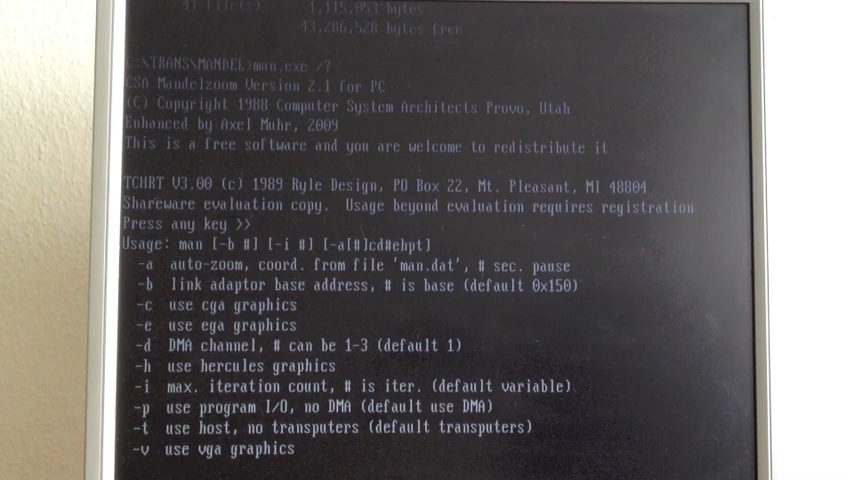 41 file(s) 1,115,053 bytes
43,286,528 bytes free
C:\TRANS\MANDEL>man.exe /?
CSA Mandelzoom Version 2.1 for PC
(C) Copyright 1988 Computer System Architects Provo, Utah
Enhanced by Axel Muhr, 2009
This is a free software and you are welcome to redistribute it
TCHRT V3.00 (c) 1989 Ryle Design, PO Box 22, Mt. Pleasant, MI 48804
Shareware evaluation copy. Usage beyond evaluation requires registration
Press any key >>
Usage: man [-b #] [-i #] [-a[#]cd#ehpt]
-a auto-zoom, coord. from file 'man.dat', # sec. pause
-b link adaptor base address, # is base (default 0x150)
-c use cga graphics
-e use ega graphics
-d DMA channel, # can be 1-3 (default 1)
-h use hercules graphics
-i max. iteration count, # is iter. (default variable)
-p use program I/O, no DMA (default use DMA)
-t use host, no transputers (default transputers)
-v use vga graphics